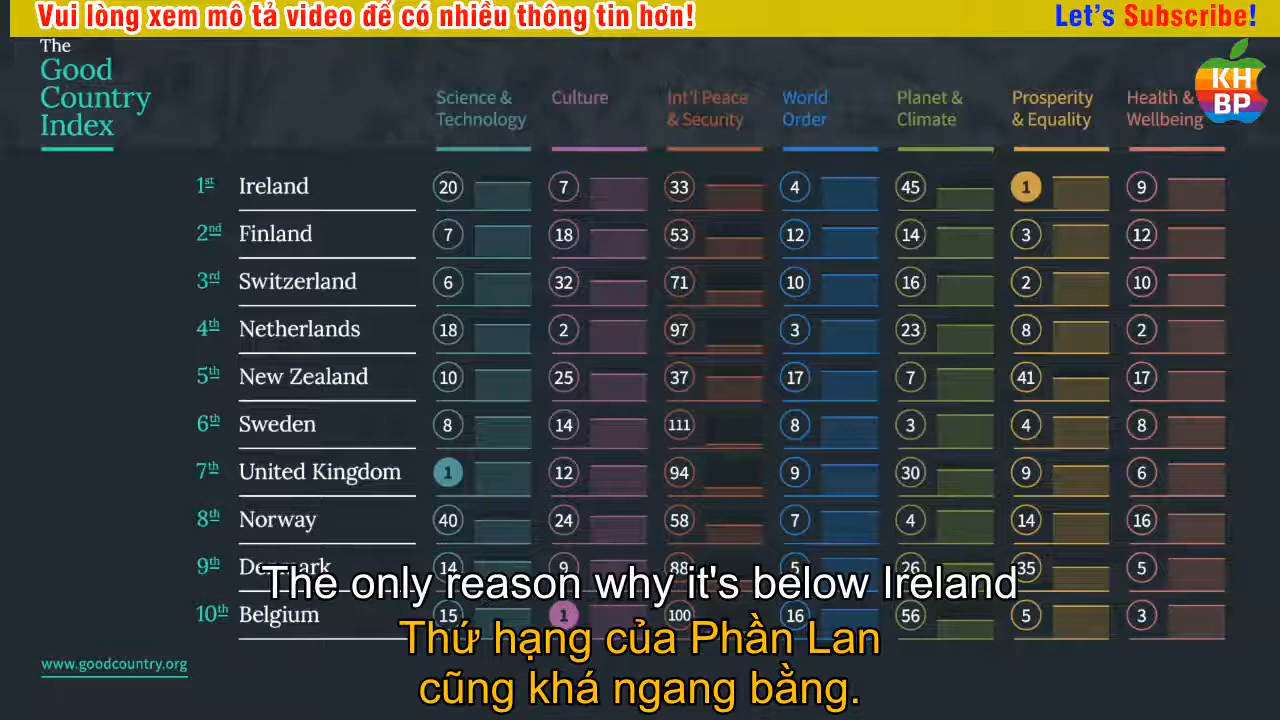 Vui lòng xem mô tả video để có nhiều thông tin hơn! Let's Subscribe!
The
Good
Country
Index
KH
BP
Science & Technology Culture Int'l Peace & Security World Order Planet & Climate Prosperity & Equality Health & Wellbeing
1st Ireland 20 7 33 4 45 1 9
2nd Finland 7 18 53 12 14 3 12
3rd Switzerland 6 32 71 10 16 2 10
4th Netherlands 18 2 97 3 23 8 2
5th New Zealand 10 25 37 17 7 41 17
6th Sweden 8 14 111 8 3 4 8
7th United Kingdom 1 12 94 9 30 9 6
8th Norway 40 24 58 7 4 14 16
9th Denmark 14 9 88 5 26 35 5
The only reason why it's below Ireland
10th Belgium 15 1 100 16 56 5 3
Thứ hạng của Phần Lan
cũng khá ngang bằng.
www.goodcountry.org